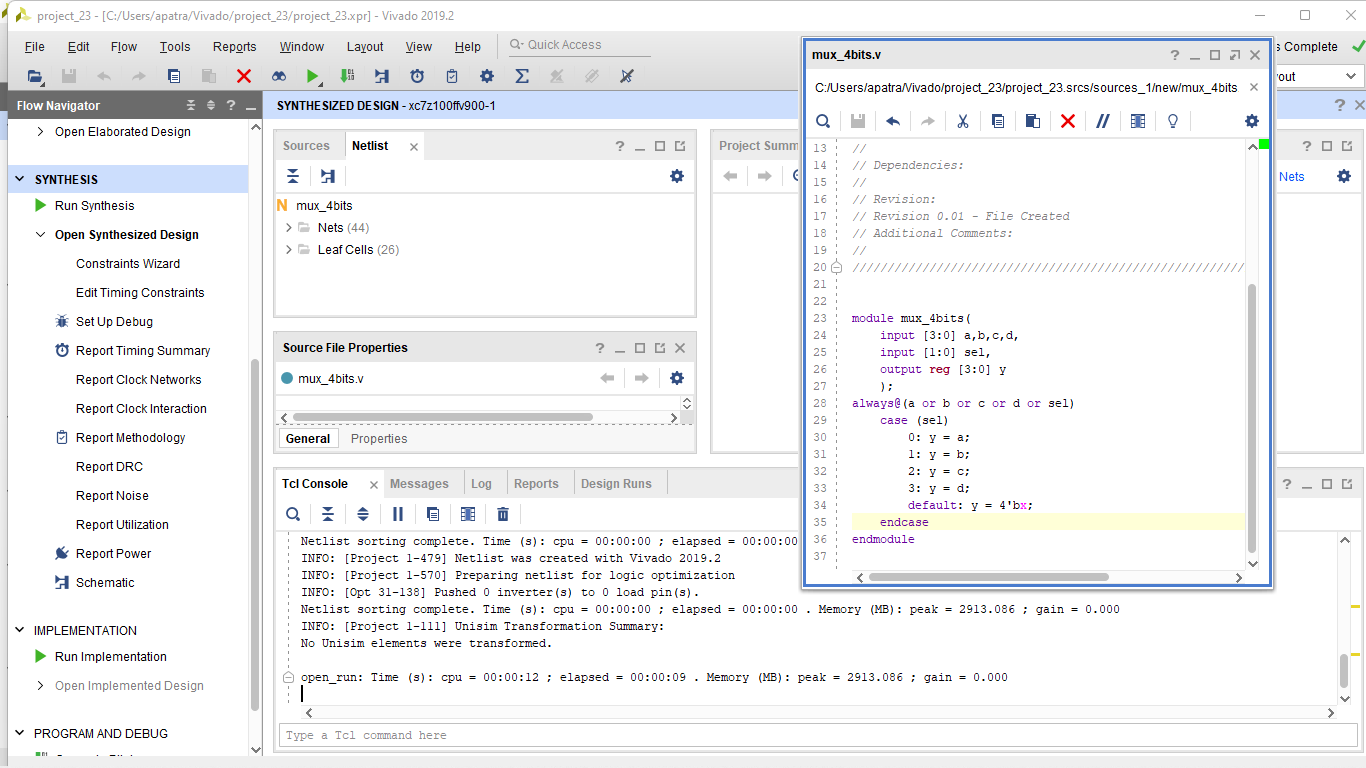 project_23 - [C:/Users/apatra/Vivado/project_23/project_23.xpr] - Vivado 2019.2
File Edit Flow Tools Reports Window Layout View Help Quick Access
s Complete
out
Flow Navigator
Open Elaborated Design
SYNTHESIS
Run Synthesis
Open Synthesized Design
Constraints Wizard
Edit Timing Constraints
Set Up Debug
Report Timing Summary
Report Clock Networks
Report Clock Interaction
Report Methodology
Report DRC
Report Noise
Report Utilization
Report Power
Schematic
IMPLEMENTATION
Run Implementation
Open Implemented Design
PROGRAM AND DEBUG
SYNTHESIZED DESIGN - xc7z100ffv900-1
Sources Netlist
N mux_4bits
Nets (44)
Leaf Cells (26)
Source File Properties
mux_4bits.v
General Properties
Project Summ
Nets
mux_4bits.v
C:/Users/apatra/Vivado/project_23/project_23.srcs/sources_1/new/mux_4bits
13 //
14 // Dependencies:
15 //
16 // Revision:
17 // Revision 0.01 - File Created
18 // Additional Comments:
19 //
20 ////////////////////////////////////////////////////////
21
22
23 module mux_4bits(
24 input [3:0] a,b,c,d,
25 input [1:0] sel,
26 output reg [3:0] y
27 );
28 always@(a or b or c or d or sel)
29 case (sel)
30 0: y = a;
31 1: y = b;
32 2: y = c;
33 3: y = d;
34 default: y = 4'bx;
35 endcase
36 endmodule
37
Tcl Console Messages Log Reports Design Runs
Netlist sorting complete. Time (s): cpu = 00:00:00 ; elapsed = 00:00:00
INFO: [Project 1-479] Netlist was created with Vivado 2019.2
INFO: [Project 1-570] Preparing netlist for logic optimization
INFO: [Opt 31-138] Pushed 0 inverter(s) to 0 load pin(s).
Netlist sorting complete. Time (s): cpu = 00:00:00 ; elapsed = 00:00:00 . Memory (MB): peak = 2913.086 ; gain = 0.000
INFO: [Project 1-111] Unisim Transformation Summary:
No Unisim elements were transformed.
open_run: Time (s): cpu = 00:00:12 ; elapsed = 00:00:09 . Memory (MB): peak = 2913.086 ; gain = 0.000
Type a Tcl command here